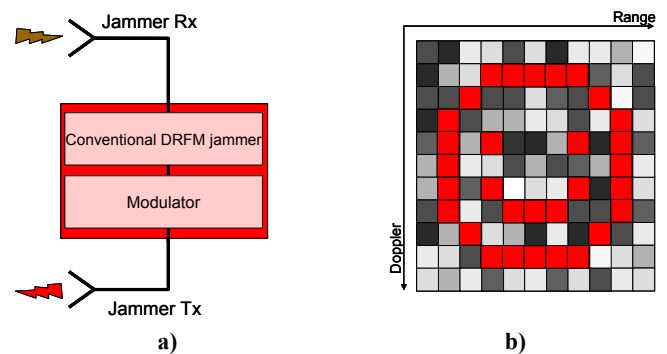 Jammer Rx
Conventional DRFM jammer
Modulator
Jammer Tx
a)
Range
Doppler
b)